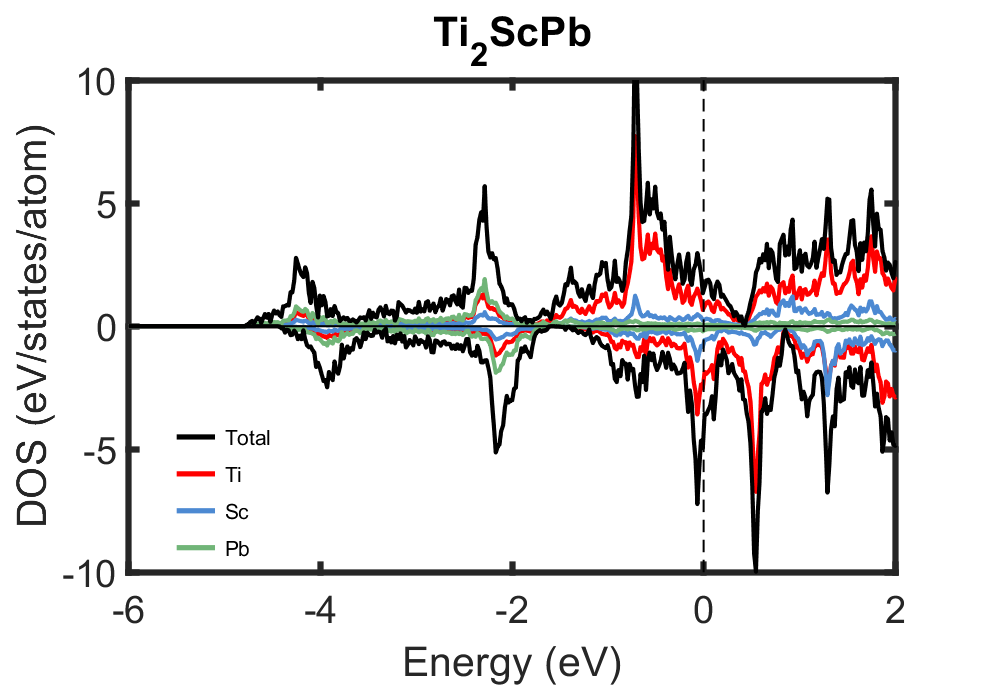 Ti2ScPb
10
5
0
-5
-10
DOS (eV/states/atom)
Total
Ti
Sc
Pb
-6 -4 -2 0 2
Energy (eV)